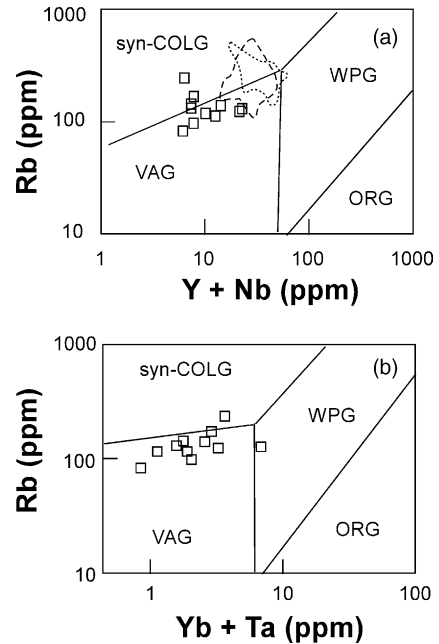 (a)
1000
syn-COLG
WPG
100
VAG
ORG
10
1
10
100
1000
Rb (ppm)
Y + Nb (ppm)
(b)
1000
syn-COLG
WPG
100
VAG
ORG
10
1
10
100
Rb (ppm)
Yb + Ta (ppm)